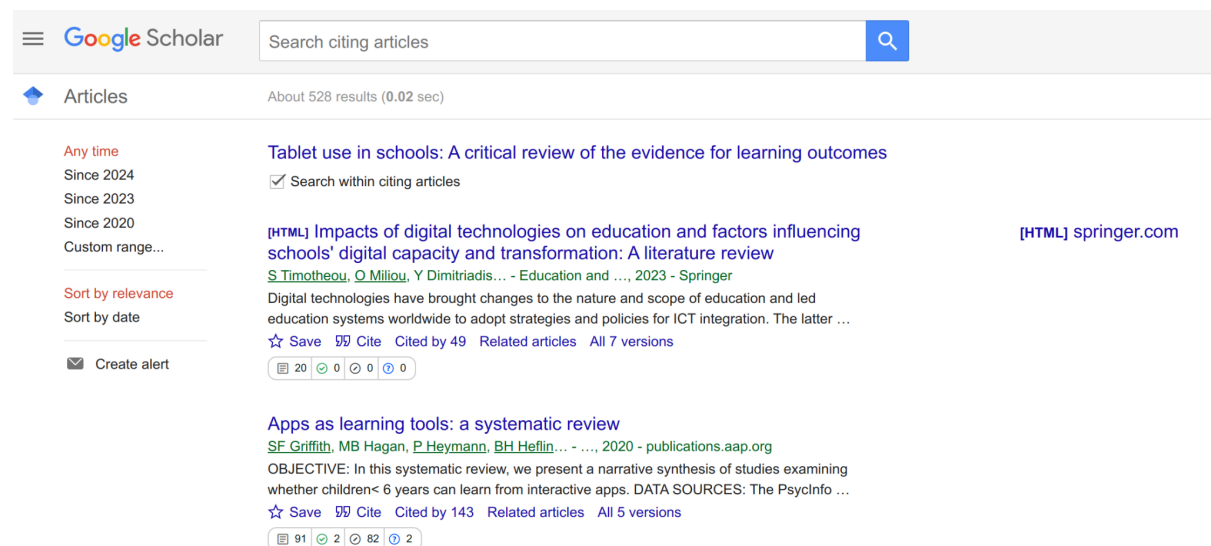 Google Scholar
Search citing articles
Articles
About 528 results (0.02 sec)
Any time
Since 2024
Since 2023
Since 2020
Custom range...
Sort by relevance
Sort by date
Create alert
Tablet use in schools: A critical review of the evidence for learning outcomes
Search within citing articles
[HTML] Impacts of digital technologies on education and factors influencing
schools' digital capacity and transformation: A literature review
[HTML] springer.com
S Timotheou, O Miliou, Y Dimitriadis… - Education and …, 2023 - Springer
Digital technologies have brought changes to the nature and scope of education and led
education systems worldwide to adopt strategies and policies for ICT integration. The latter …
Save Cite Cited by 49 Related articles All 7 versions
20 0 0 0
Apps as learning tools: a systematic review
SF Griffith, MB Hagan, P Heymann, BH Heflin… - …, 2020 - publications.aap.org
OBJECTIVE: In this systematic review, we present a narrative synthesis of studies examining
whether children< 6 years can learn from interactive apps. DATA SOURCES: The PsycInfo …
Save Cite Cited by 143 Related articles All 5 versions
91 2 82 2